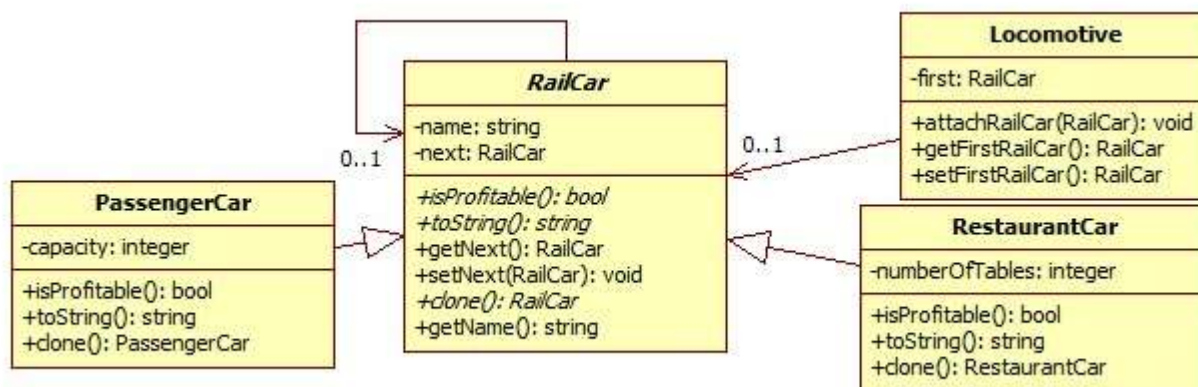 RailCar
-name: string
-next: RailCar
+isProfitable(): bool
+toString(): string
+getNext(): RailCar
+setNext(RailCar): void
+clone(): RailCar
+getName(): string
0..1
0..1
Locomotive
-first: RailCar
+attachRailCar(RailCar): void
+getFirstRailCar(): RailCar
+setFirstRailCar(): RailCar
PassengerCar
-capacity: integer
+isProfitable(): bool
+toString(): string
+clone(): PassengerCar
RestaurantCar
-numberOfTables: integer
+isProfitable(): bool
+toString(): string
+clone(): RestaurantCar